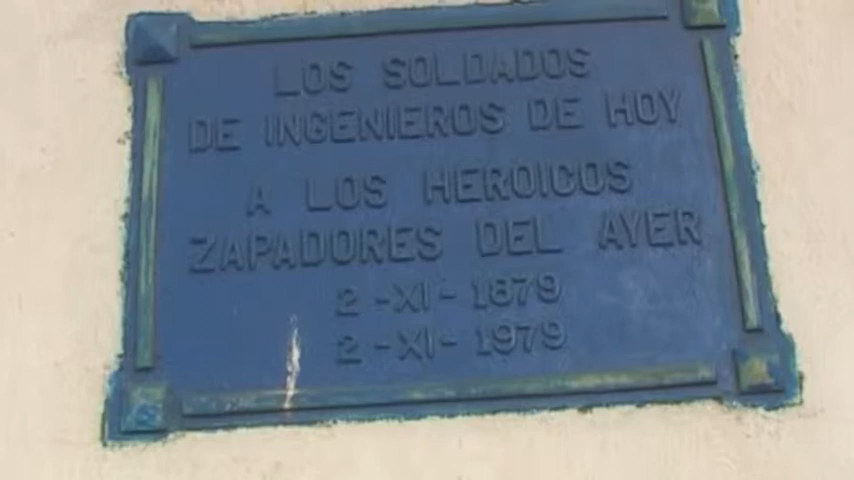 LOS SOLDADOS
DE INGENIEROS DE HOY
A LOS HEROICOS
ZAPADORES DEL AYER
2-XI-1879
2-XI-1979